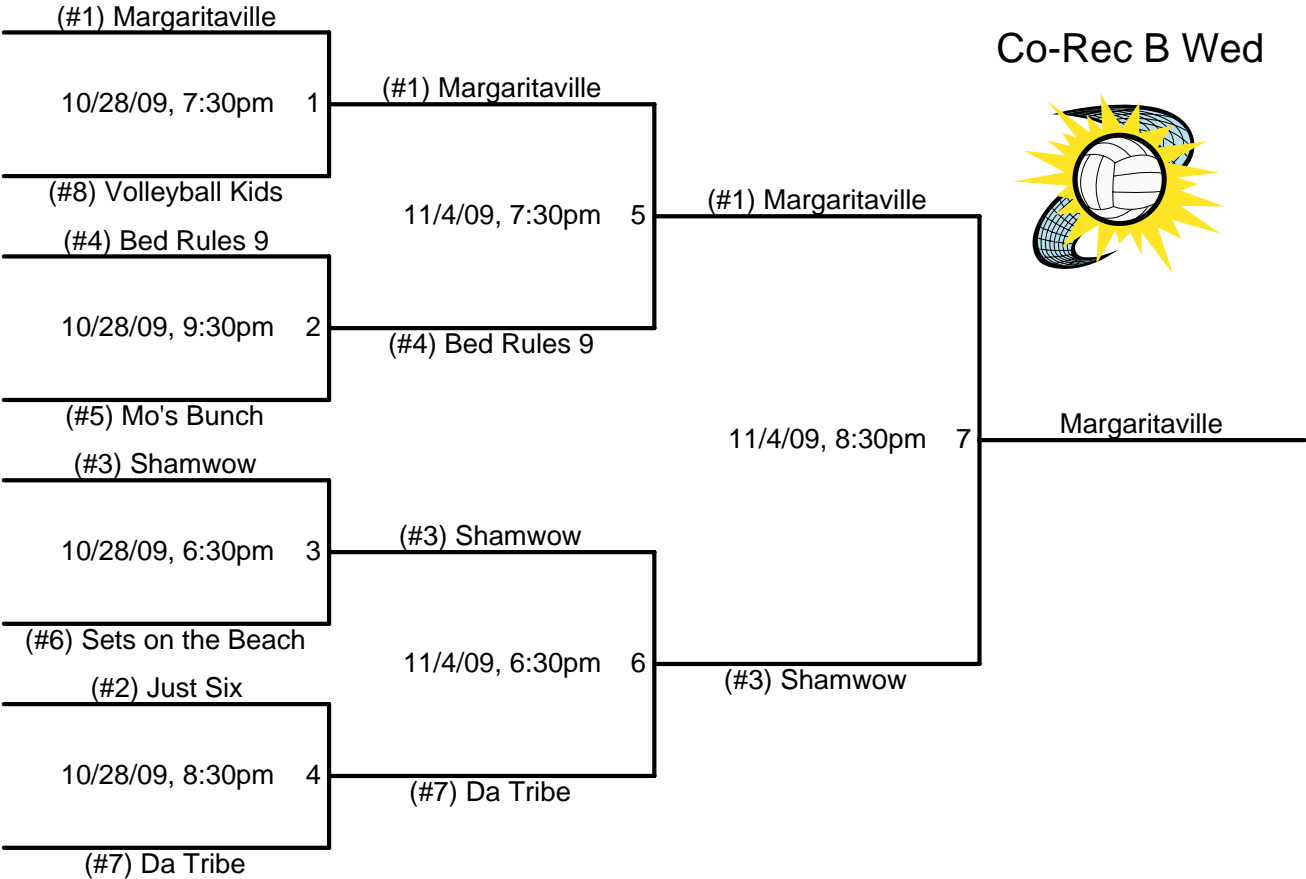 (#1) Margaritaville
Co-Rec B Wed
10/28/09, 7:30pm 1
(#1) Margaritaville
(#8) Volleyball Kids
11/4/09, 7:30pm 5
(#1) Margaritaville
(#4) Bed Rules 9
10/28/09, 9:30pm 2
(#4) Bed Rules 9
(#5) Mo's Bunch
11/4/09, 8:30pm 7
Margaritaville
(#3) Shamwow
10/28/09, 6:30pm 3
(#3) Shamwow
(#6) Sets on the Beach
11/4/09, 6:30pm 6
(#3) Shamwow
(#2) Just Six
10/28/09, 8:30pm 4
(#7) Da Tribe
(#7) Da Tribe